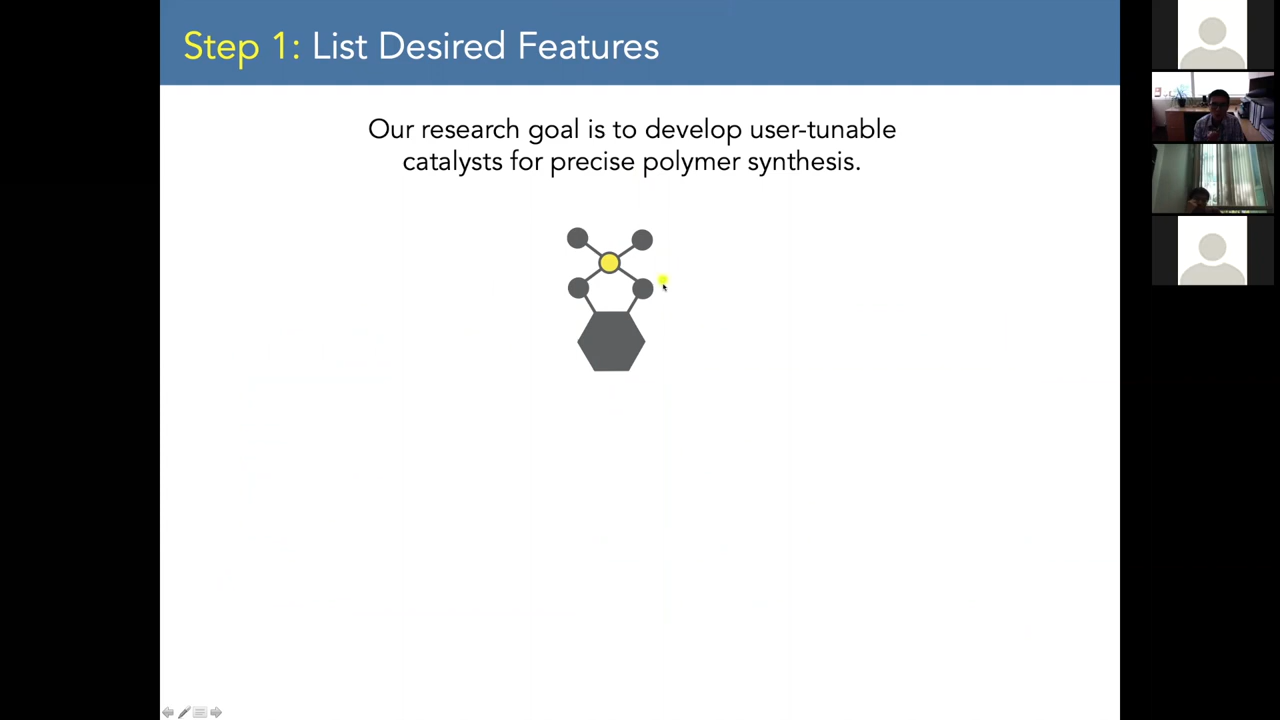 Step 1: List Desired Features
Our research goal is to develop user-tunable
catalysts for precise polymer synthesis.